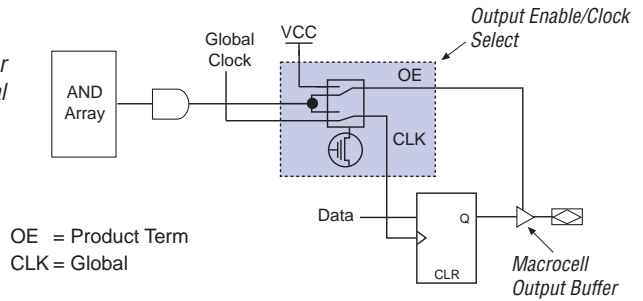 r
al
Output Enable/Clock
Select
VCC
Global
Clock
OE
AND
Array
CLK
Data
Q
CLR
OE = Product Term
CLK = Global
Macrocell
Output Buffer